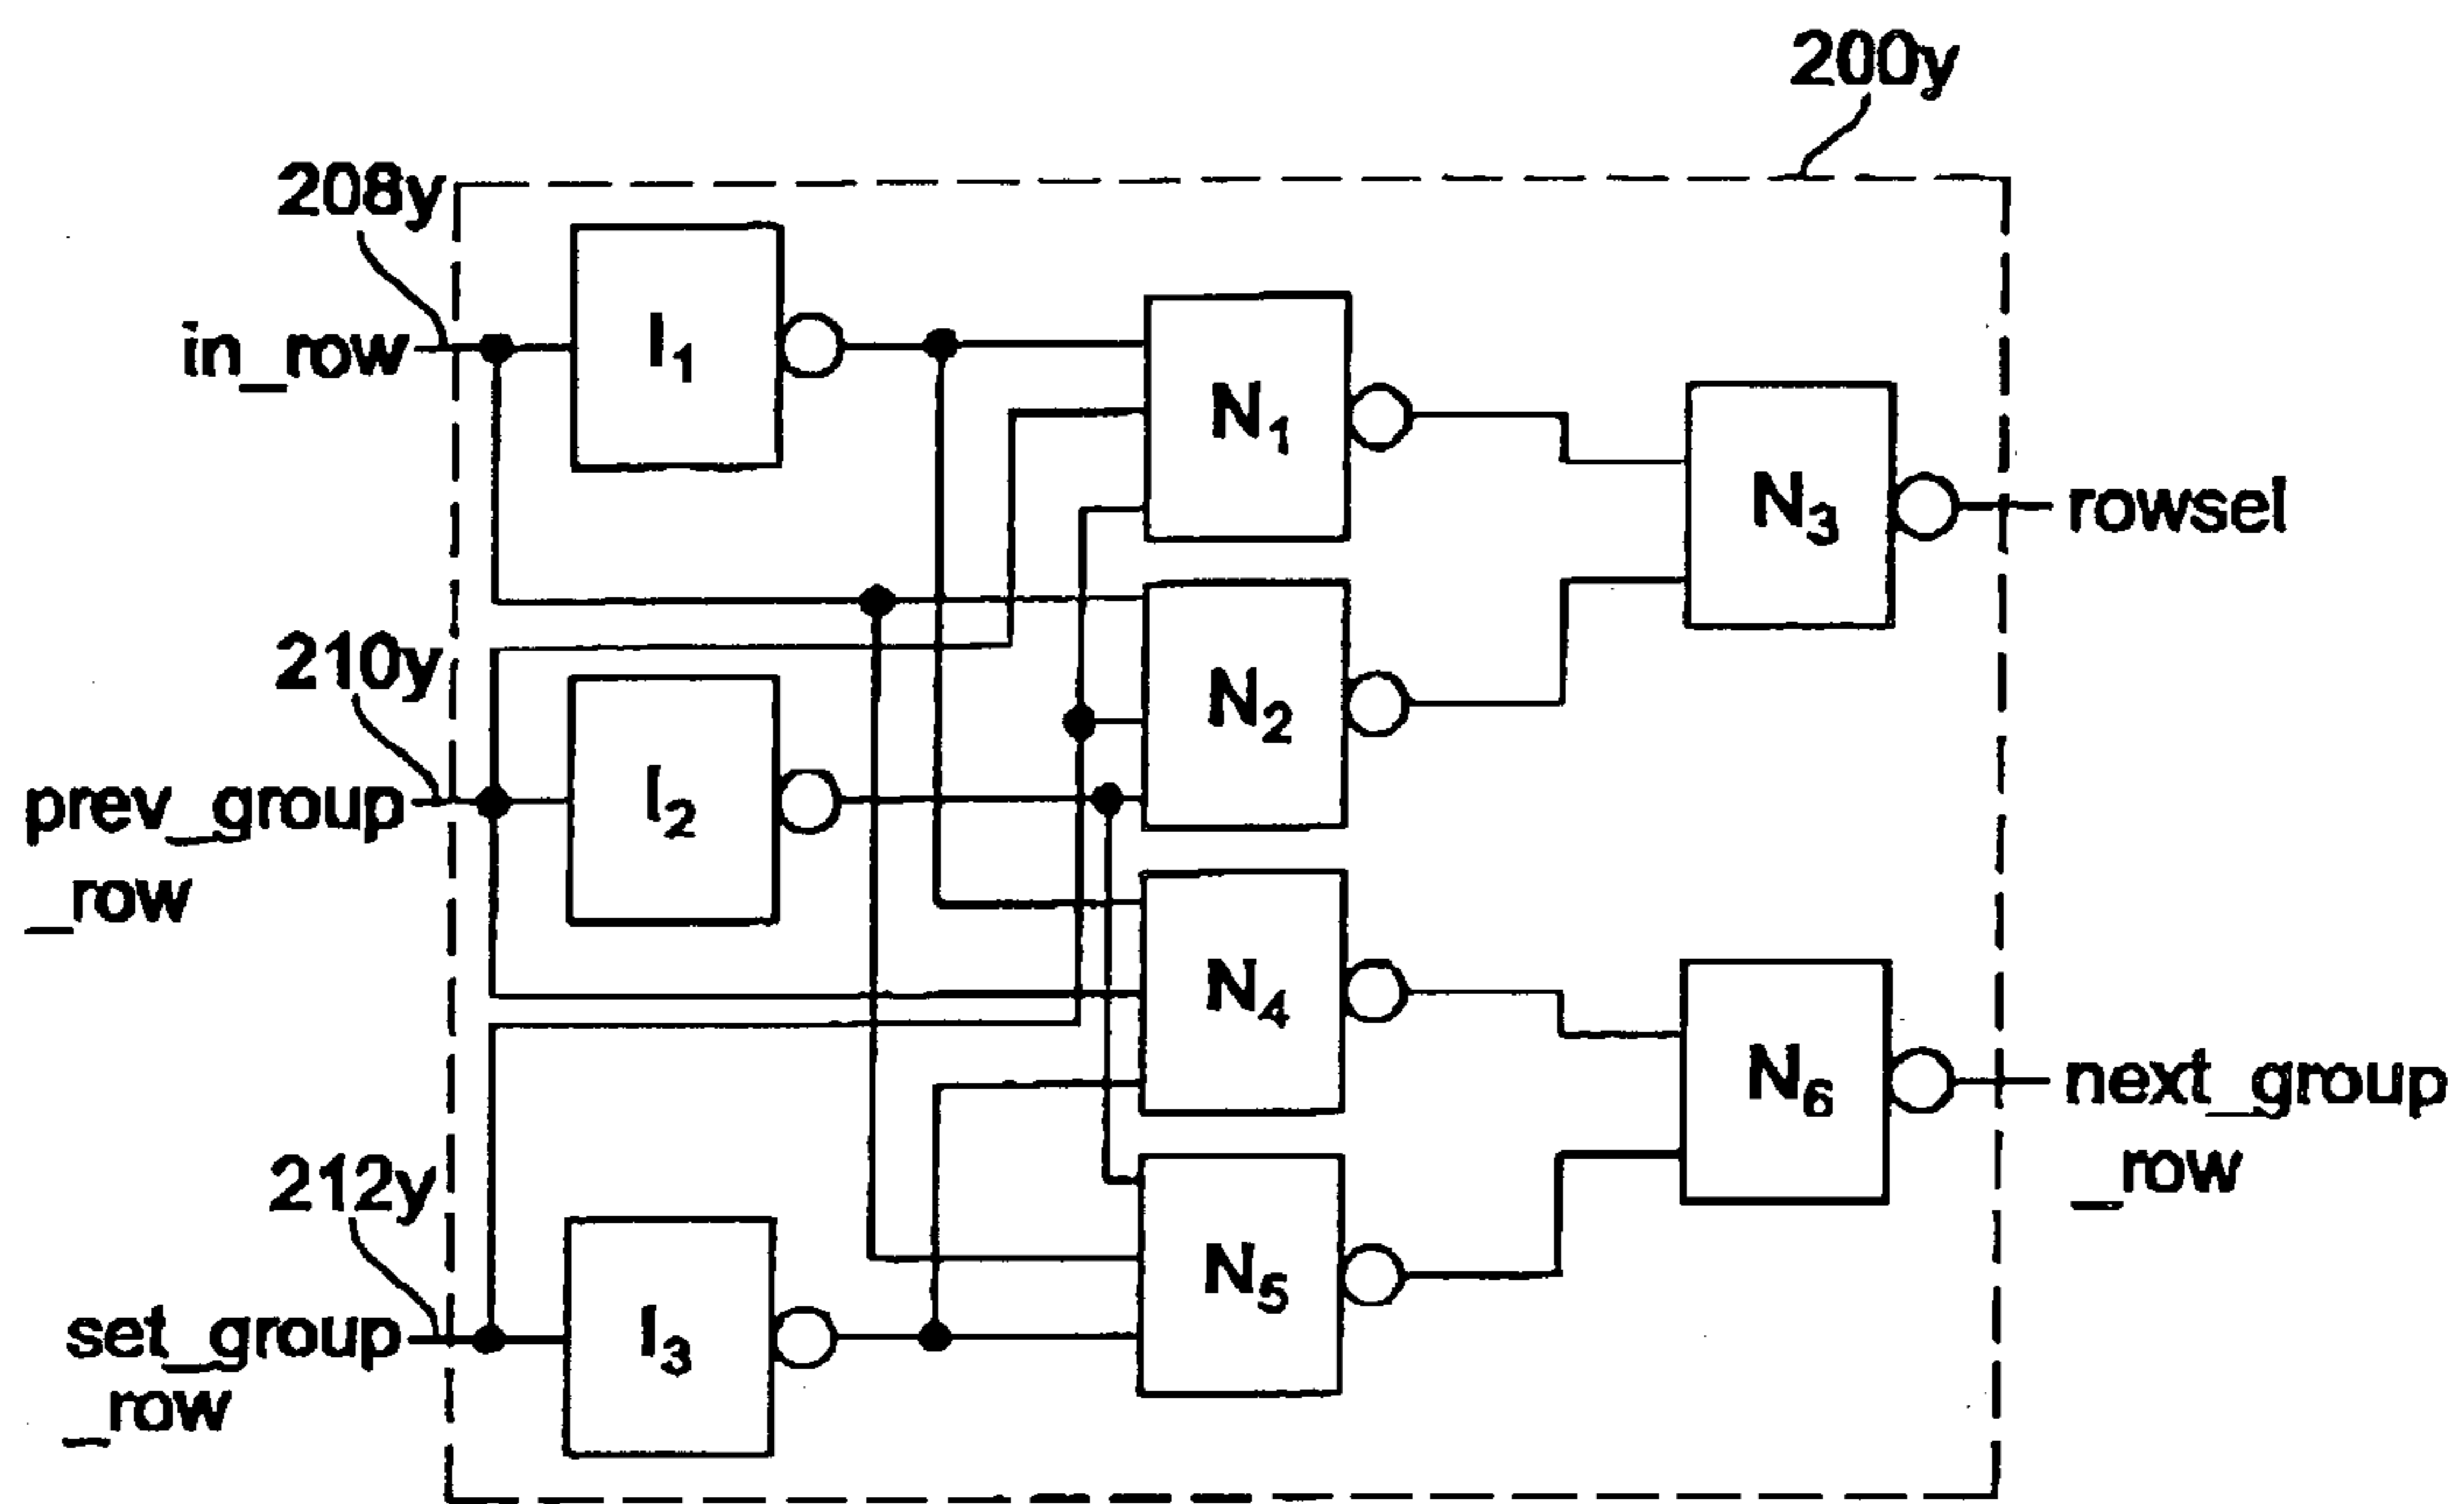 200y
208y
in_row
I1
N1
N3
rowsel
210y
prev_group
_row
I2
N2
N4
N6
next_group
_row
212y
set_group
_row
I3
N5